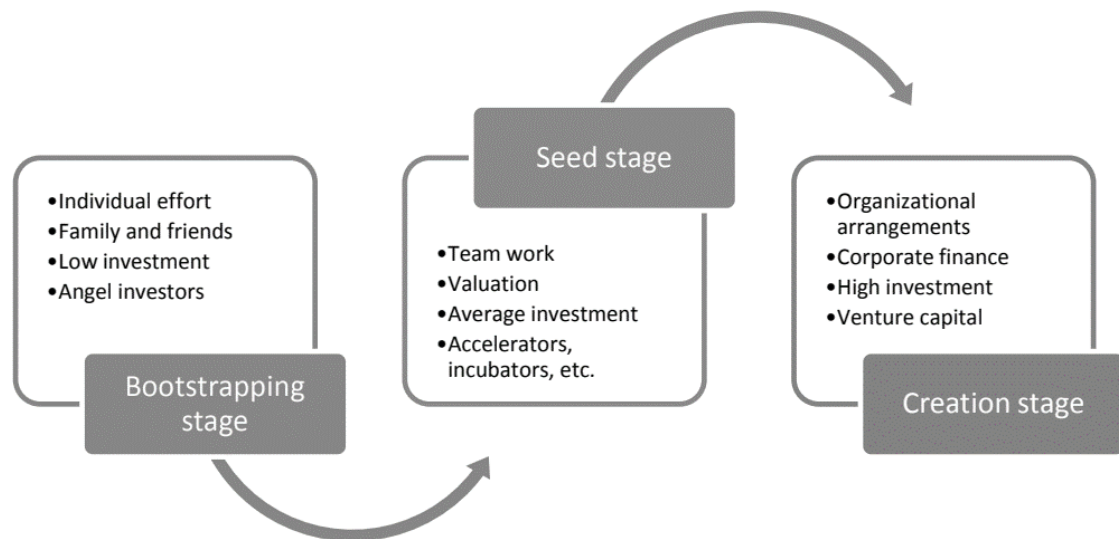 •Individual effort
•Family and friends
•Low investment
•Angel investors
Bootstrapping
stage
Seed stage
•Team work
•Valuation
•Average investment
•Accelerators,
incubators, etc.
•Organizational
arrangements
•Corporate finance
•High investment
•Venture capital
Creation stage